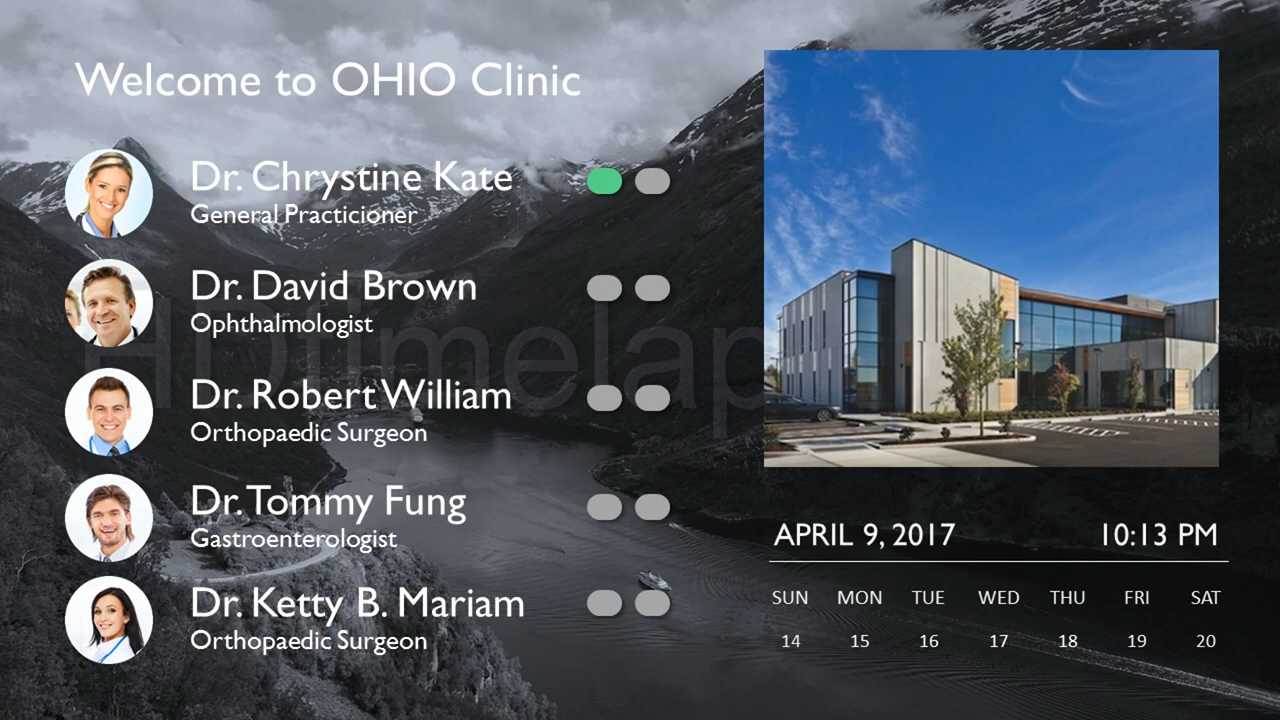 Welcome to OHIO Clinic
Dr. Chrystine Kate
General Practicioner
Dr. David Brown
Ophthalmologist
Dr. Robert William
Orthopaedic Surgeon
Dr. Tommy Fung
Gastroenterologist
Dr. Ketty B. Mariam
Orthopaedic Surgeon
HDtimelap
APRIL 9, 2017 10:13 PM
SUN MON TUE WED THU FRI SAT
14 15 16 17 18 19 20